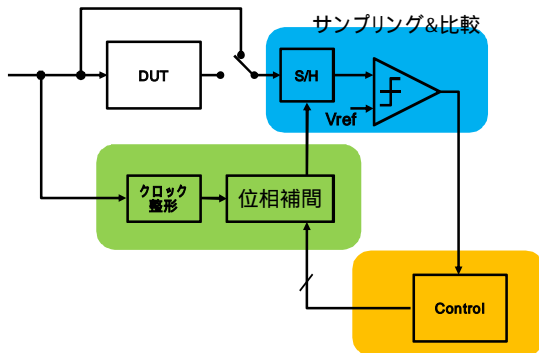 サンプリング&比較
DUT
S/H
Vref
クロック
整形
位相補間
Control